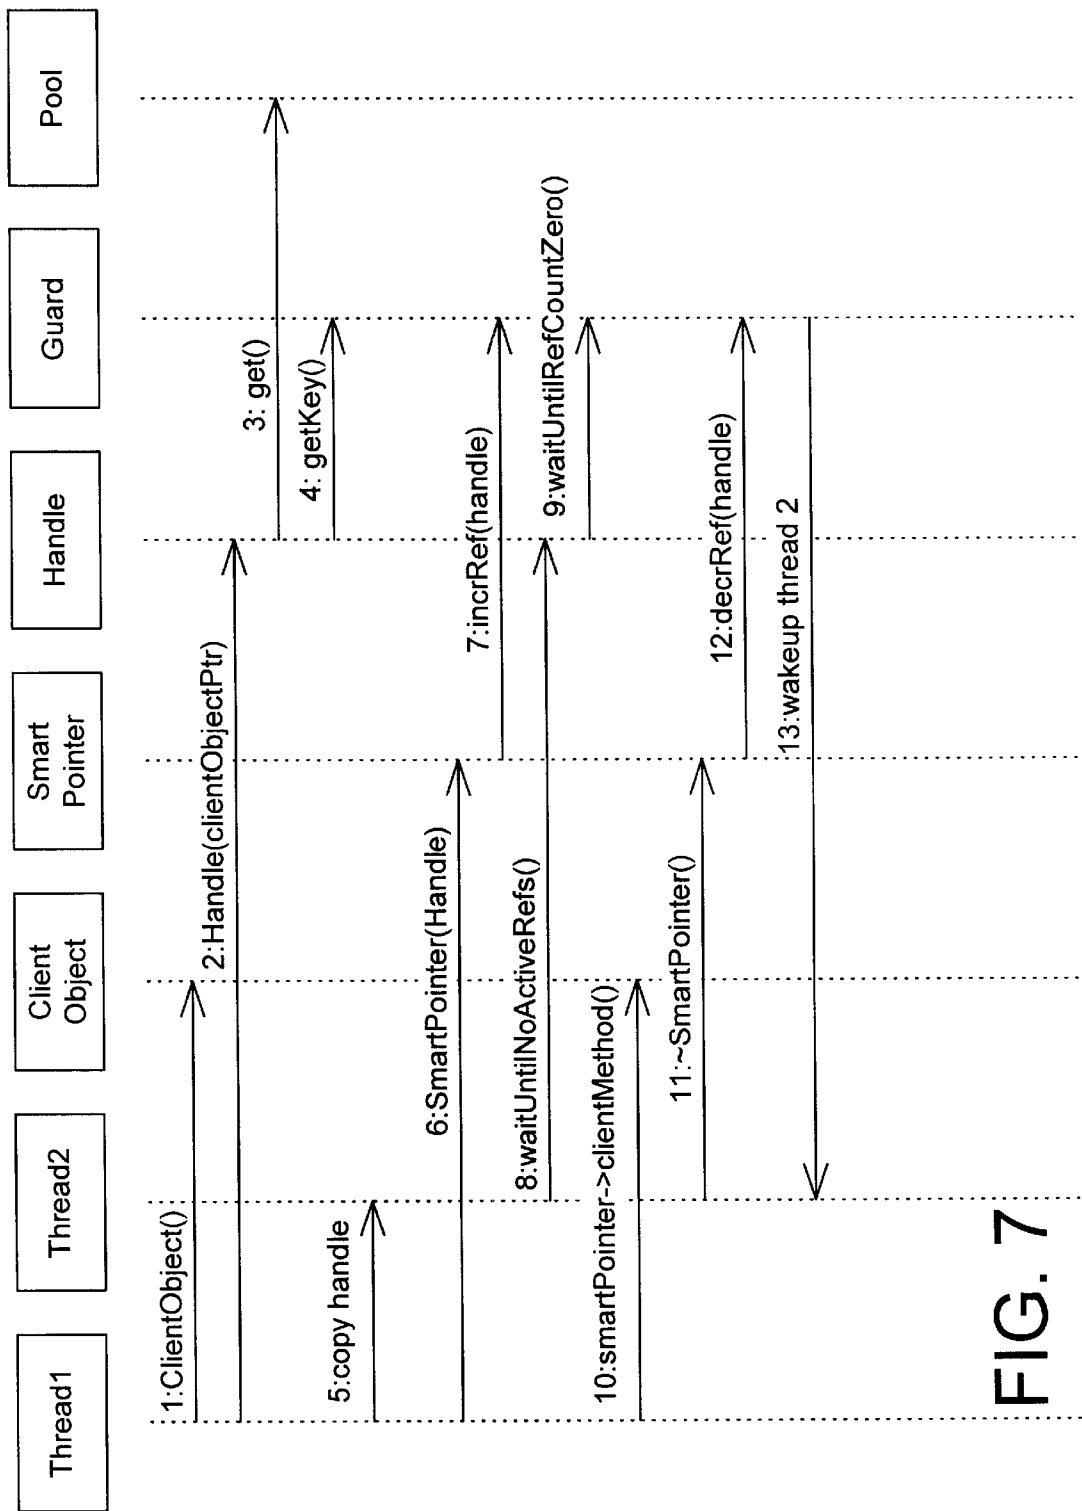 Thread1
Thread2
Client
Object
Smart
Pointer
Handle
Guard
Pool
1:ClientObject()
2:Handle(clientObjectPtr)
3: get()
4: getKey()
5:copy handle
6:SmartPointer(Handle)
7:incrRef(handle)
8:waitUntilNoActiveRefs()
9:waitUntilRefCountZero()
10:smartPointer->clientMethod()
11:~SmartPointer()
12:decrRef(handle)
13:wakeup thread 2
FIG. 7